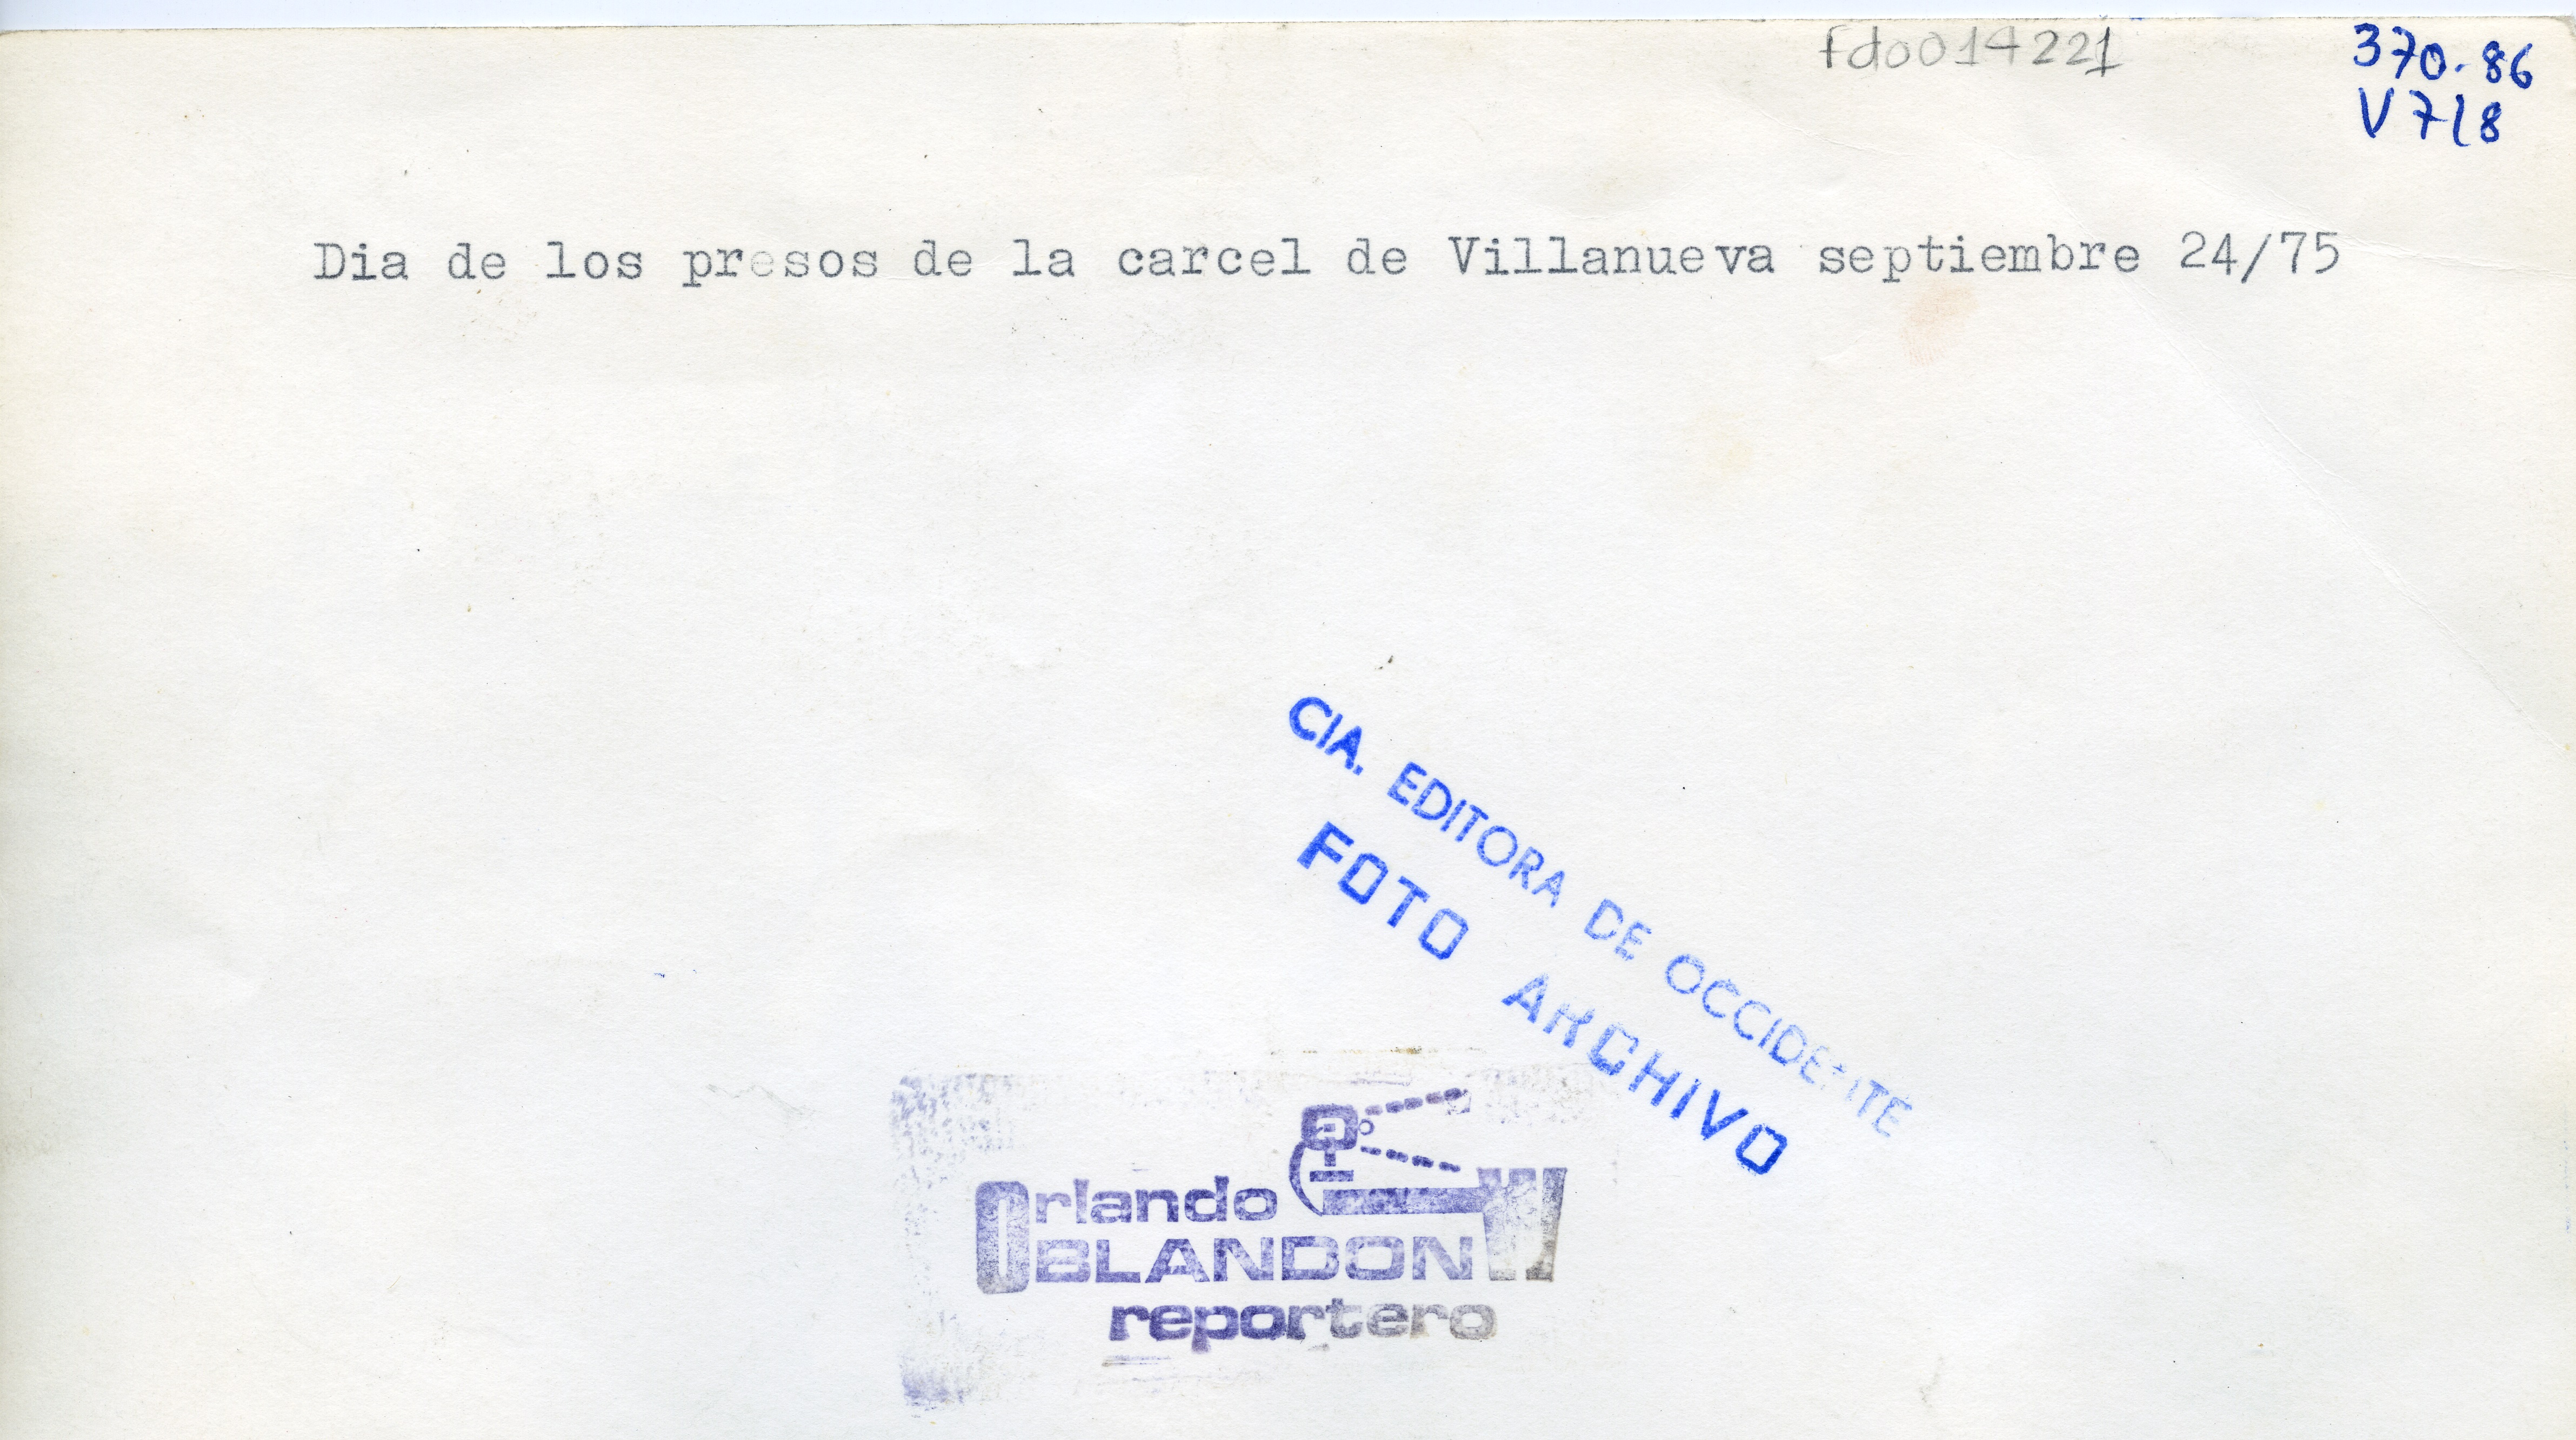 fdo014221
370-86
V 718
Dia de los presos de la carcel de Villanueva septiembre 24/75
CIA. EDITORA DE OCCIDENTE
FOTO ARCHIVO
Orlando
BLANDON
reportero